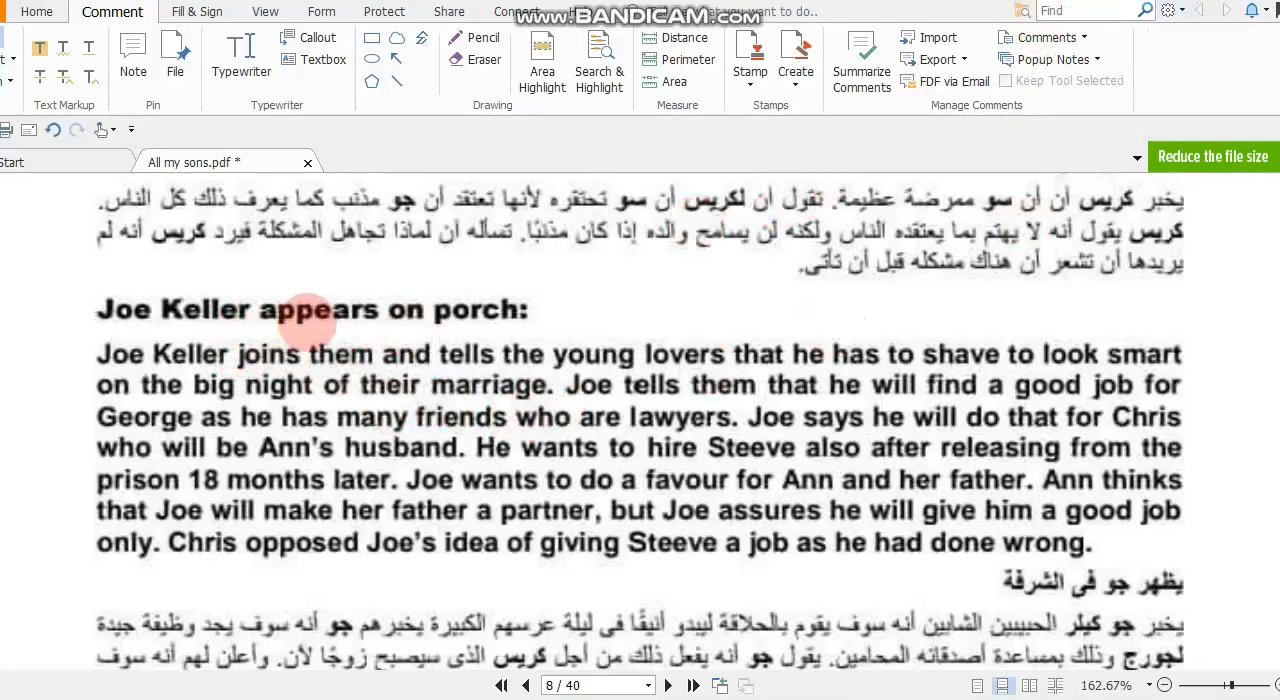 www.BANDICAM.com
Home Comment Fill & Sign View Form Protect Share Connect want to do..
Find
Note File Typewriter Callout Textbox Pencil Eraser Area Highlight Search & Highlight Distance Perimeter Area Stamp Create Summarize Comments Import Export FDF via Email Comments Popup Notes Keep Tool Selected
Text Markup Pin Typewriter Drawing Measure Stamps Manage Comments
Start All my sons.pdf * Reduce the file size
يخبر كريس أن أن سو ممرضة عظيمة. تقول أن لكريس أن سو تحتقره لأنها تعتقد أن جو مذنب كما يعرف ذلك كل الناس.
كريس يقول أنه لا يهتم بما يعتقده الناس ولكنه لن يسامح والده إذا كان مذنبًا. تسأله أن لماذا تجاهل المشكلة فيرد كريس أنه لم
يريدها أن تشعر أن هناك مشكله قبل أن تأتى.
Joe Keller appears on porch:
Joe Keller joins them and tells the young lovers that he has to shave to look smart
on the big night of their marriage. Joe tells them that he will find a good job for
George as he has many friends who are lawyers. Joe says he will do that for Chris
who will be Ann's husband. He wants to hire Steeve also after releasing from the
prison 18 months later. Joe wants to do a favour for Ann and her father. Ann thinks
that Joe will make her father a partner, but Joe assures he will give him a good job
only. Chris opposed Joe's idea of giving Steeve a job as he had done wrong.
يظهر جو فى الشرفة
يخبر جو كيلر الحبيبين الشابين أنه سوف يقوم بالحلاقة ليبدو أنيقًا فى ليلة عرسهم الكبيرة يخبرهم جو أنه سوف يجد وظيفة جيدة
لجورج وذلك بمساعدة أصدقائه المحامين. يقول جو أنه يفعل ذلك من أجل كريس الذى سيصبح زوجًا لأن. وأعلن لهم أنه سوف
8 / 40 162.67%